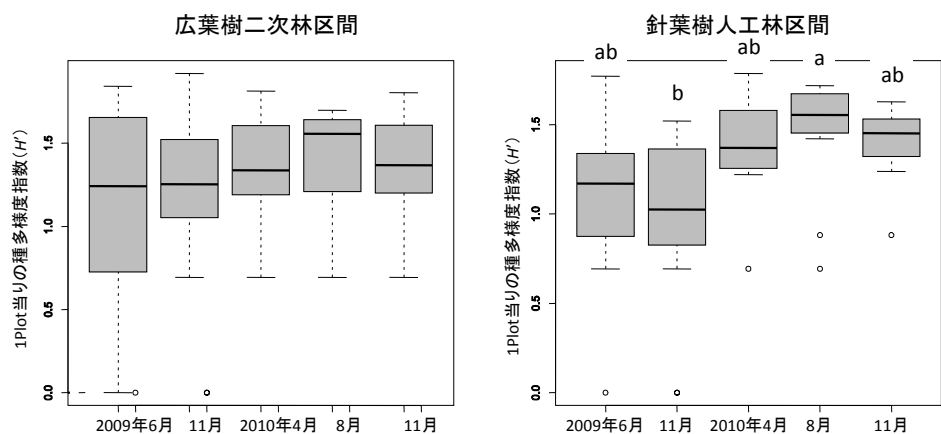 広葉樹二次林区間
1Plot当りの種多様度指数(H')
1.5
1.0
0.5
0.0
2009年6月 11月 2010年4月 8月 11月
針葉樹人工林区間
1Plot当りの種多様度指数(H')
1.5
1.0
0.5
0.0
ab b ab a ab
2009年6月 11月 2010年4月 8月 11月